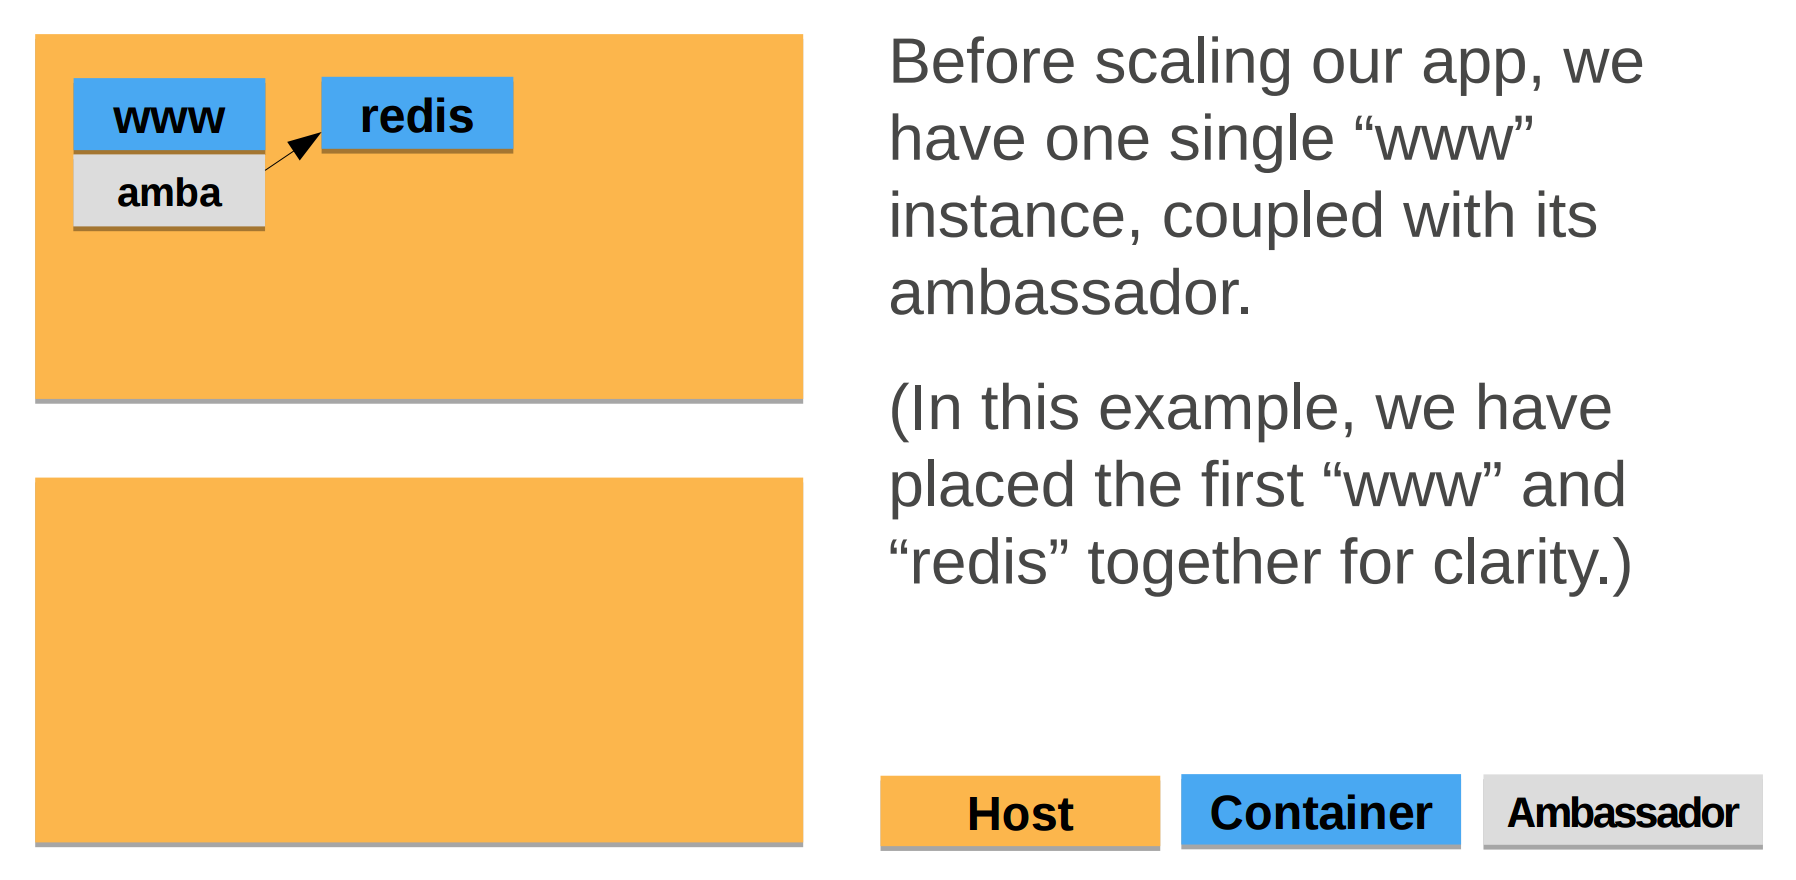 www
redis
amba
Before scaling our app, we
have one single “www”
instance, coupled with its
ambassador.
(In this example, we have
placed the first “www” and
“redis” together for clarity.)
Host
Container
Ambassador